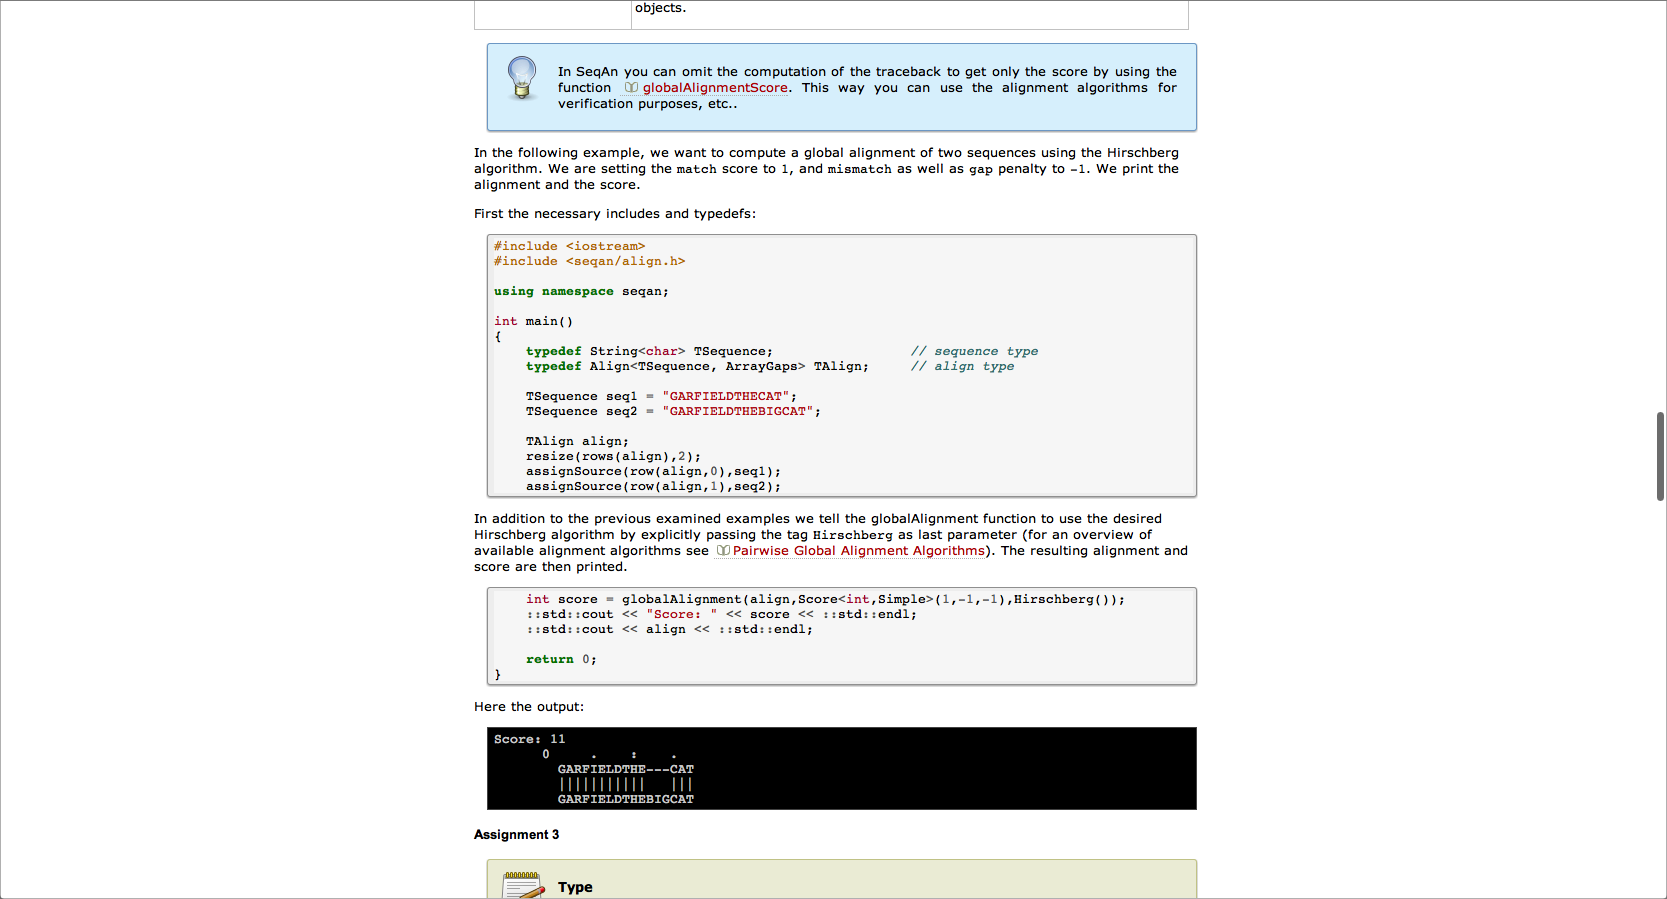 objects.
In SeqAn you can omit the computation of the traceback to get only the score by using the
function globalAlignmentScore. This way you can use the alignment algorithms for
verification purposes, etc..
In the following example, we want to compute a global alignment of two sequences using the Hirschberg
algorithm. We are setting the match score to 1, and mismatch as well as gap penalty to -1. We print the
alignment and the score.
First the necessary includes and typedefs:
#include <iostream>
#include <seqan/align.h>
using namespace seqan;
int main()
{
    typedef String<char> TSequence;                 // sequence type
    typedef Align<TSequence, ArrayGaps> TAlign;     // align type
    TSequence seq1 = "GARFIELDTHECAT";
    TSequence seq2 = "GARFIELDTHEBIGCAT";
    TAlign align;
    resize(rows(align),2);
    assignSource(row(align,0),seq1);
    assignSource(row(align,1),seq2);
In addition to the previous examined examples we tell the globalAlignment function to use the desired
Hirschberg algorithm by explicitly passing the tag Hirschberg as last parameter (for an overview of
available alignment algorithms see Pairwise Global Alignment Algorithms). The resulting alignment and
score are then printed.
    int score = globalAlignment(align,Score<int,Simple>(1,-1,-1),Hirschberg());
    ::std::cout << "Score: " << score << ::std::endl;
    ::std::cout << align << ::std::endl;
    return 0;
}
Here the output:
Score: 11
      0     .    :    .
        GARFIELDTHE---CAT
        |||||||||||   |||
        GARFIELDTHEBIGCAT
Assignment 3
Type